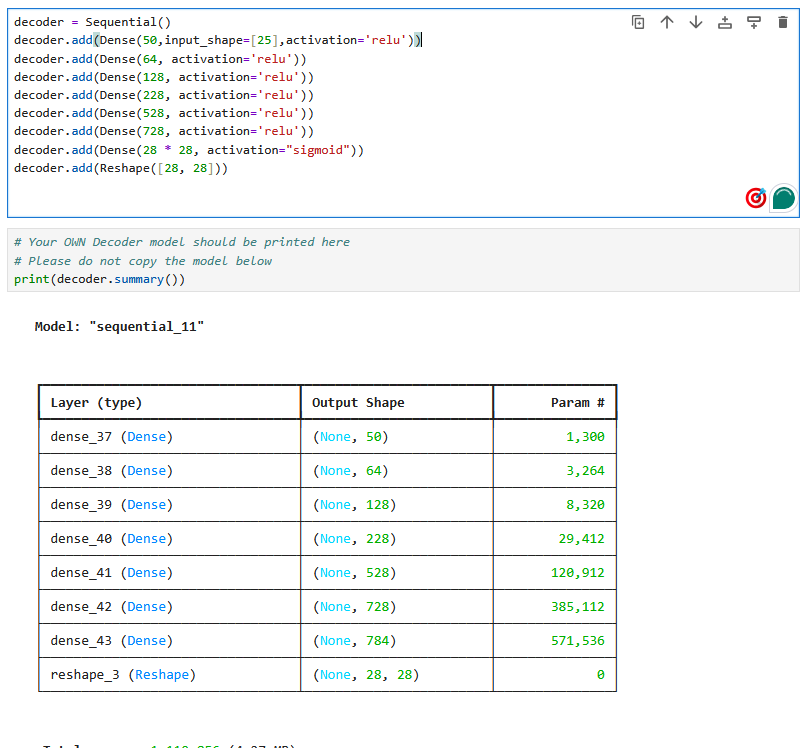 decoder = Sequential()
decoder.add(Dense(50,input_shape=[25],activation='relu'))
decoder.add(Dense(64, activation='relu'))
decoder.add(Dense(128, activation='relu'))
decoder.add(Dense(228, activation='relu'))
decoder.add(Dense(528, activation='relu'))
decoder.add(Dense(728, activation='relu'))
decoder.add(Dense(28 * 28, activation="sigmoid"))
decoder.add(Reshape([28, 28]))
# Your OWN Decoder model should be printed here
# Please do not copy the model below
print(decoder.summary())
Model: "sequential_11"
Layer (type) Output Shape Param #
dense_37 (Dense) (None, 50) 1,300
dense_38 (Dense) (None, 64) 3,264
dense_39 (Dense) (None, 128) 8,320
dense_40 (Dense) (None, 228) 29,412
dense_41 (Dense) (None, 528) 120,912
dense_42 (Dense) (None, 728) 385,112
dense_43 (Dense) (None, 784) 571,536
reshape_3 (Reshape) (None, 28, 28) 0